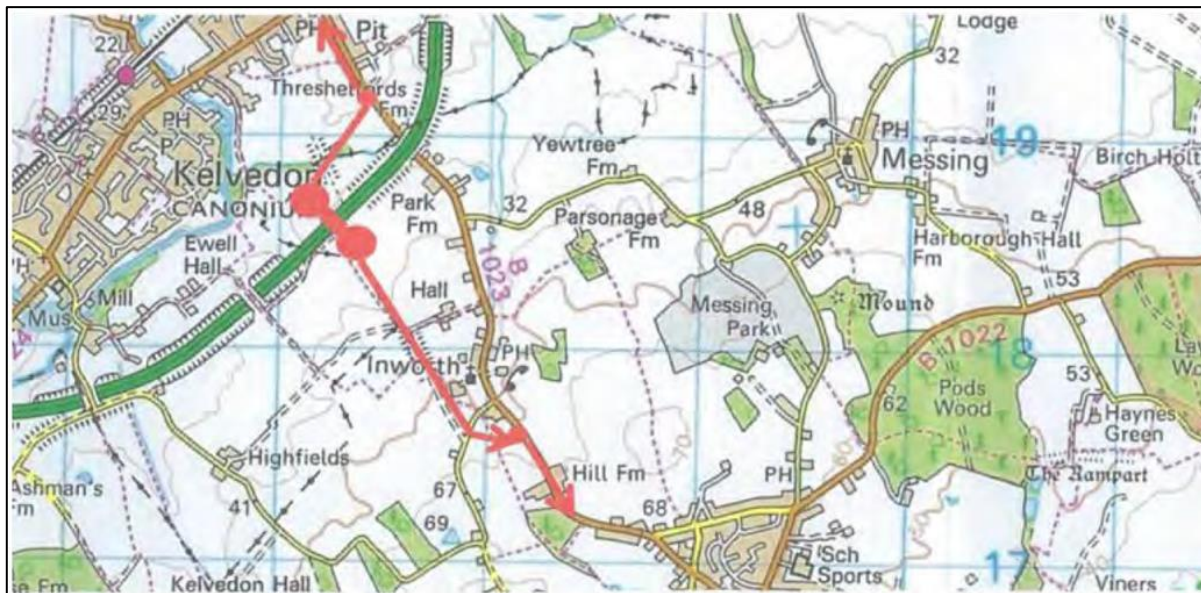 Lodge
22
PH
Pit
32
29
Threshelfords
Fm
PH
P
Yewtree
Fm
PH
19
Messing
Birch Holt
Kelvedon
CANONIUM
Park
Fm
32
Parsonage
Fm
48
Ewell
Hall
Harborough Hall
Fm
PH
Mill
Mus
Hall
B 1023
Messing
Park
Mound
53
B 1022
18
Inworth
PH
Pods
Wood
62
53
Haynes
Green
Highfields
Hill Fm
PH
The Rampart
Ashman's
Fm
41
67
69
70
68
Sch
Sports
17
Kelvedon Hall
Viners